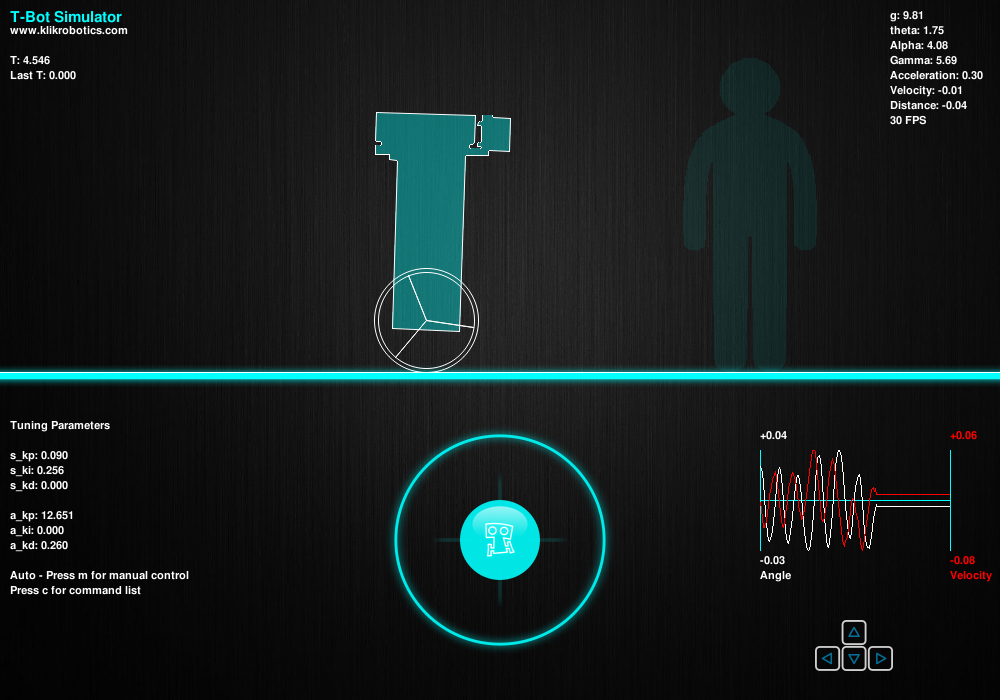 T-Bot Simulator
www.klikrobotics.com
T: 4.546
Last T: 0.000
g: 9.81
theta: 1.75
Alpha: 4.08
Gamma: 5.69
Acceleration: 0.30
Velocity: -0.01
Distance: -0.04
30 FPS
Tuning Parameters
s_kp: 0.090
s_ki: 0.256
s_kd: 0.000
a_kp: 12.651
a_ki: 0.000
a_kd: 0.260
Auto - Press m for manual control
Press c for command list
+0.04
+0.06
-0.03
-0.08
Angle
Velocity